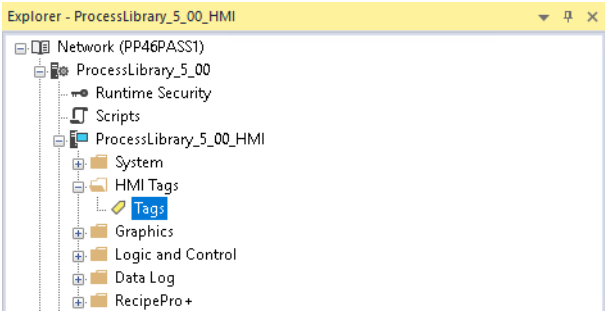 Explorer - ProcessLibrary_5_00_HMI
Network (PP46PASS1)
ProcessLibrary_5_00
Runtime Security
Scripts
ProcessLibrary_5_00_HMI
System
HMI Tags
Tags
Graphics
Logic and Control
Data Log
RecipePro+